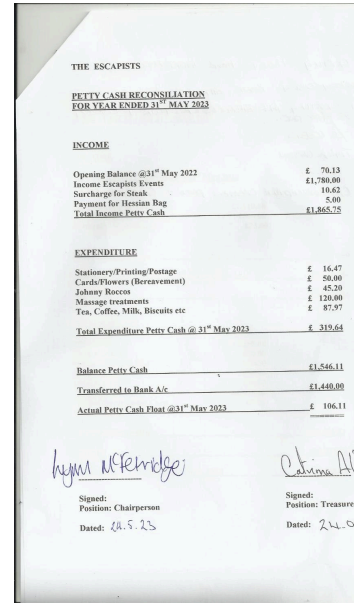 THE ESCAPISTS
PETTY CASH RECONSILIATION
FOR YEAR ENDED 31ST MAY 2023
INCOME
Opening Balance @31st May 2022 £ 70.13
Income Escapists Events £1,780.00
Surcharge for Steak 10.62
Payment for Hessian Bag 5.00
Total Income Petty Cash £1,865.75
EXPENDITURE
Stationery/Printing/Postage £ 16.47
Cards/Flowers (Bereavement) £ 50.00
Johnny Roccos £ 45.20
Massage treatments £ 120.00
Tea, Coffee, Milk, Biscuits etc £ 87.97
Total Expenditure Petty Cash @ 31st May 2023 £ 319.64
Balance Petty Cash £1,546.11
Transferred to Bank A/c £1,440.00
Actual Petty Cash Float @31st May 2023 £ 106.11
Lynn McFetridge Catrina
Signed: Signed:
Position: Chairperson Position: Treasure
Dated: 24.5.23 Dated: 24.0